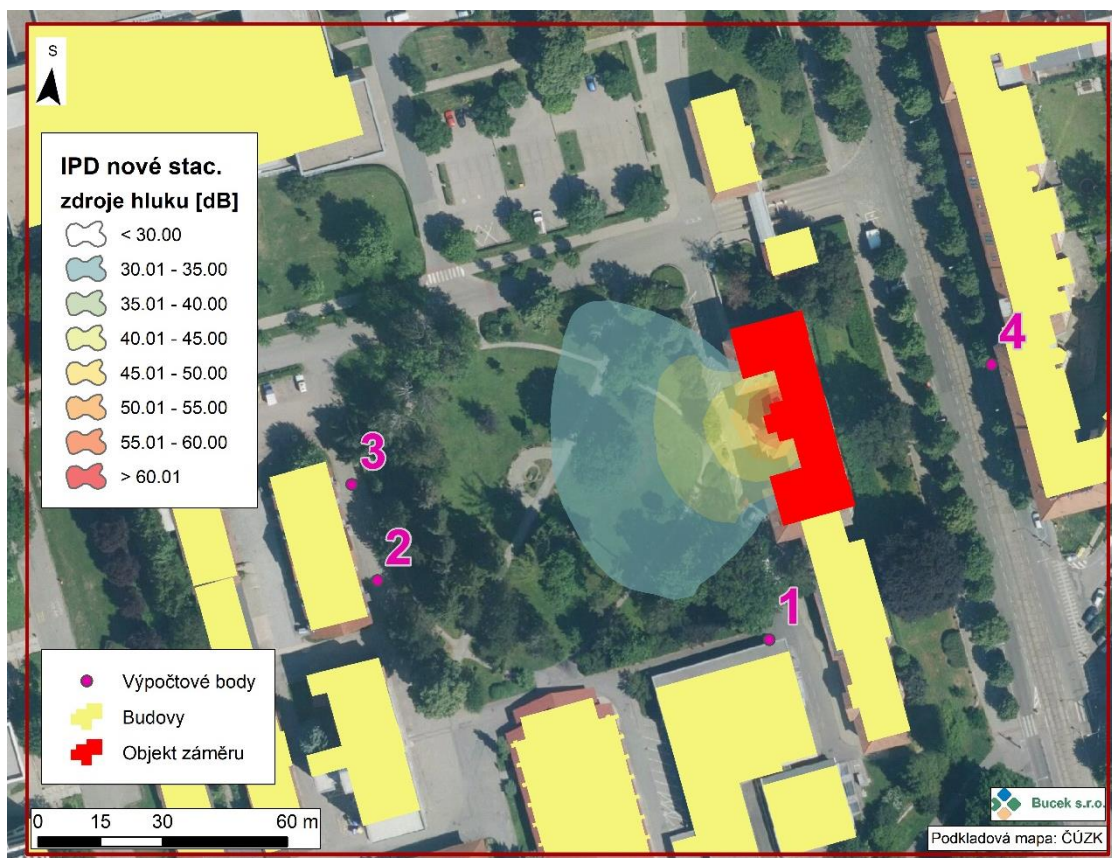 S
IPD nové stac.
zdroje hluku [dB]
< 30.00
30.01 - 35.00
35.01 - 40.00
40.01 - 45.00
45.01 - 50.00
50.01 - 55.00
55.01 - 60.00
> 60.01
4
3
2
1
Výpočtové body
Budovy
Objekt záměru
0 15 30 60 m
Bucek s.r.o.
Podkladová mapa: ČÚZK